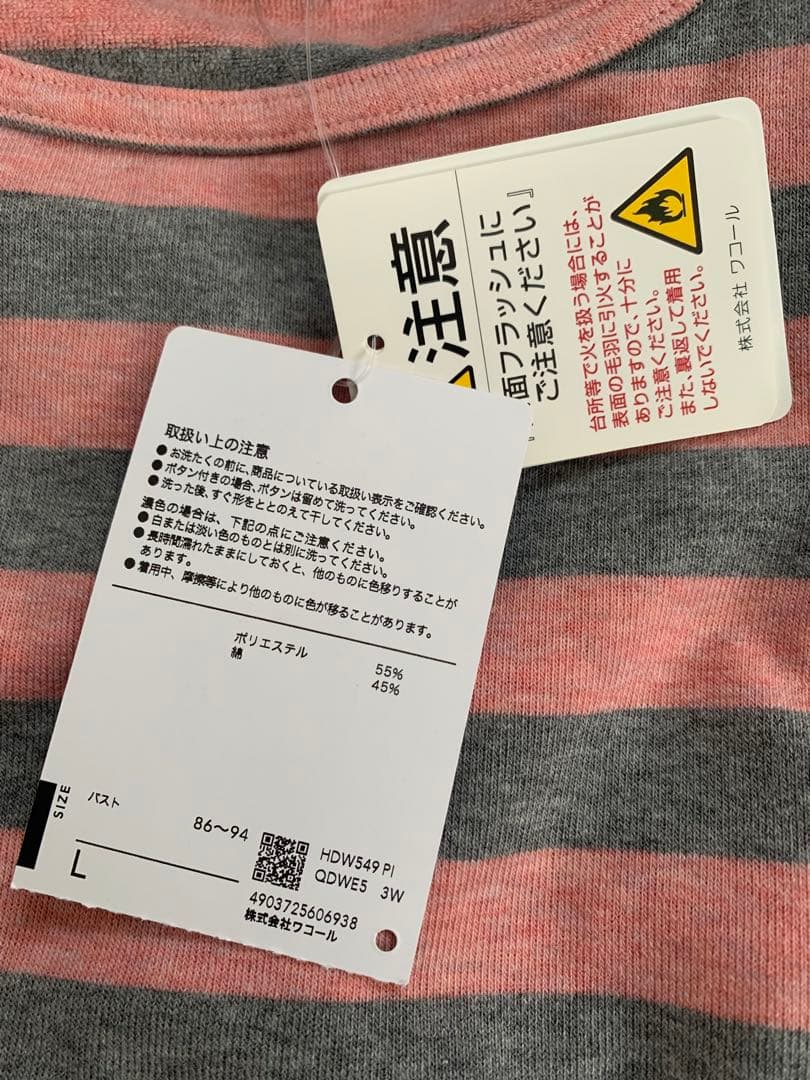 注意
面フラッシュに
ご注意ください』
台所等で火を扱う場合には、
表面の毛羽に引火することが
ありますので、十分に
ご注意ください。
また、裏返して着用
しないでください。
株式会社 ワコール
取扱い上の注意
●お洗たくの前に、商品についている取扱い表示をご確認ください。
●ボタン付きの場合、ボタンは留めて洗ってください。
●洗った後、すぐ形をととのえて干してください。
濃色の場合は、下記の点にご注意ください。
●白または淡い色のものとは別に洗ってください。
●長時間濡れたままにしておくと、他のものに色移りすることが
あります。
●着用中、摩擦等により他のものに色が移ることがあります。
ポリエステル 55%
綿 45%
SIZE
バスト
86〜94
L
HDW549 PI
QDWE5 3W
4903725606938
株式会社ワコール